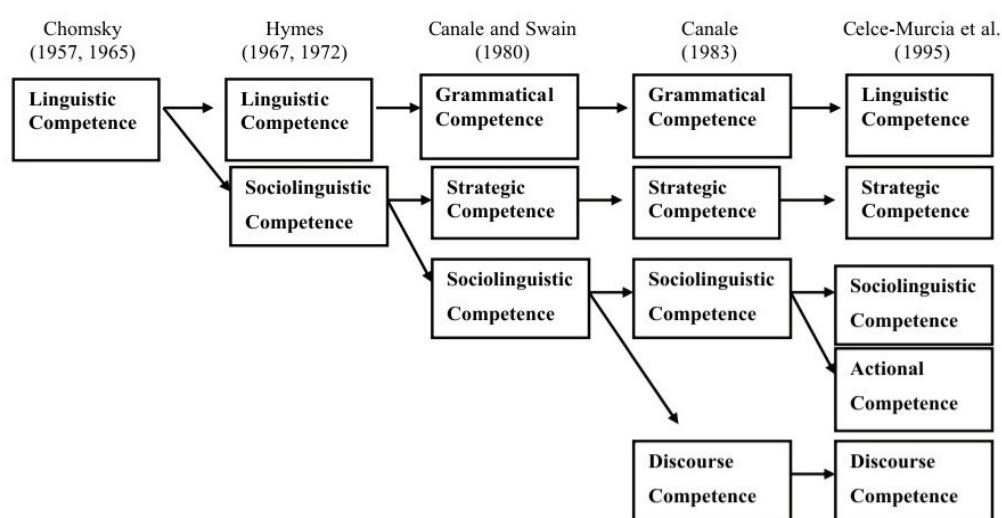 Chomsky
(1957, 1965)
Hymes
(1967, 1972)
Canale and Swain
(1980)
Canale
(1983)
Celce-Murcia et al.
(1995)
Linguistic
Competence
Linguistic
Competence
Grammatical
Competence
Grammatical
Competence
Linguistic
Competence
Sociolinguistic
Competence
Strategic
Competence
Strategic
Competence
Strategic
Competence
Sociolinguistic
Competence
Sociolinguistic
Competence
Sociolinguistic
Competence
Actional
Competence
Discourse
Competence
Discourse
Competence